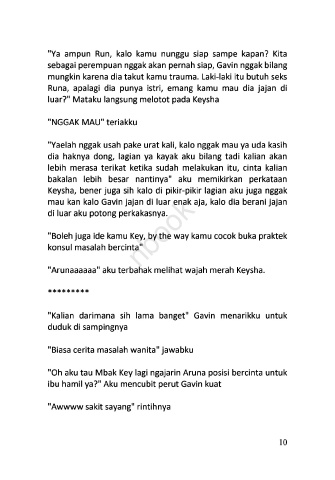 "Ya ampun Run, kalo kamu nunggu siap sampe kapan? Kita
sebagai perempuan nggak akan pernah siap, Gavin nggak bilang
mungkin karena dia takut kamu trauma. Laki-laki itu butuh seks
Runa, apalagi dia punya istri, emang kamu mau dia jajan di
luar?" Mataku langsung melotot pada Keysha
"NGGAK MAU" teriakku
"Yaelah nggak usah pake urat kali, kalo nggak mau ya uda kasih
dia haknya dong, lagian ya kayak aku bilang tadi kalian akan
lebih merasa terikat ketika sudah melakukan itu, cinta kalian
bakalan lebih besar nantinya" aku memikirkan perkataan
Keysha, bener juga sih kalo di pikir-pikir lagian aku juga nggak
mau kan kalo Gavin jajan di luar enak aja, kalo dia berani jajan
di luar aku potong perkakasnya.
"Boleh juga ide kamu Key, by the way kamu cocok buka praktek
konsul masalah bercinta"
"Arunaaaaaa" aku terbahak melihat wajah merah Keysha.
*********
"Kalian darimana sih lama banget" Gavin menarikku untuk
duduk di sampingnya
"Biasa cerita masalah wanita" jawabku
"Oh aku tau Mbak Key lagi ngajarin Aruna posisi bercinta untuk
ibu hamil ya?" Aku mencubit perut Gavin kuat
"Awwww sakit sayang" rintihnya
10